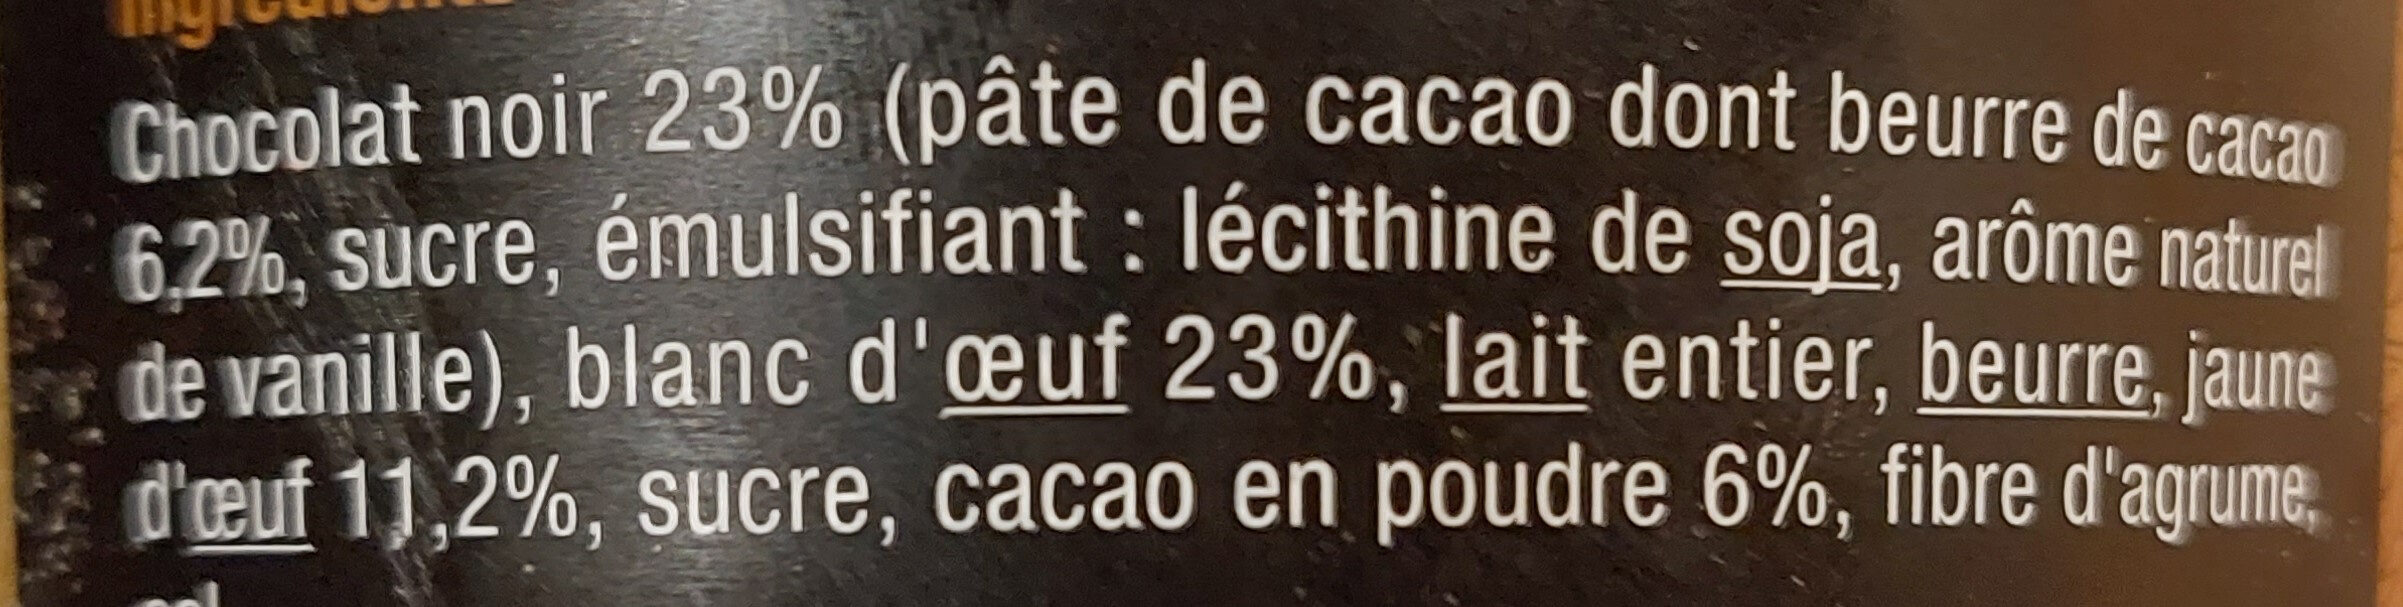 Chocolat noir 23% (pâte de cacao dont beurre de cacao
6,2%, sucre, émulsifiant : lécithine de soja, arôme naturel
de vanille), blanc d'œuf 23%, lait entier, beurre, jaune
d'œuf 11,2%, sucre, cacao en poudre 6%, fibre d'agrume,